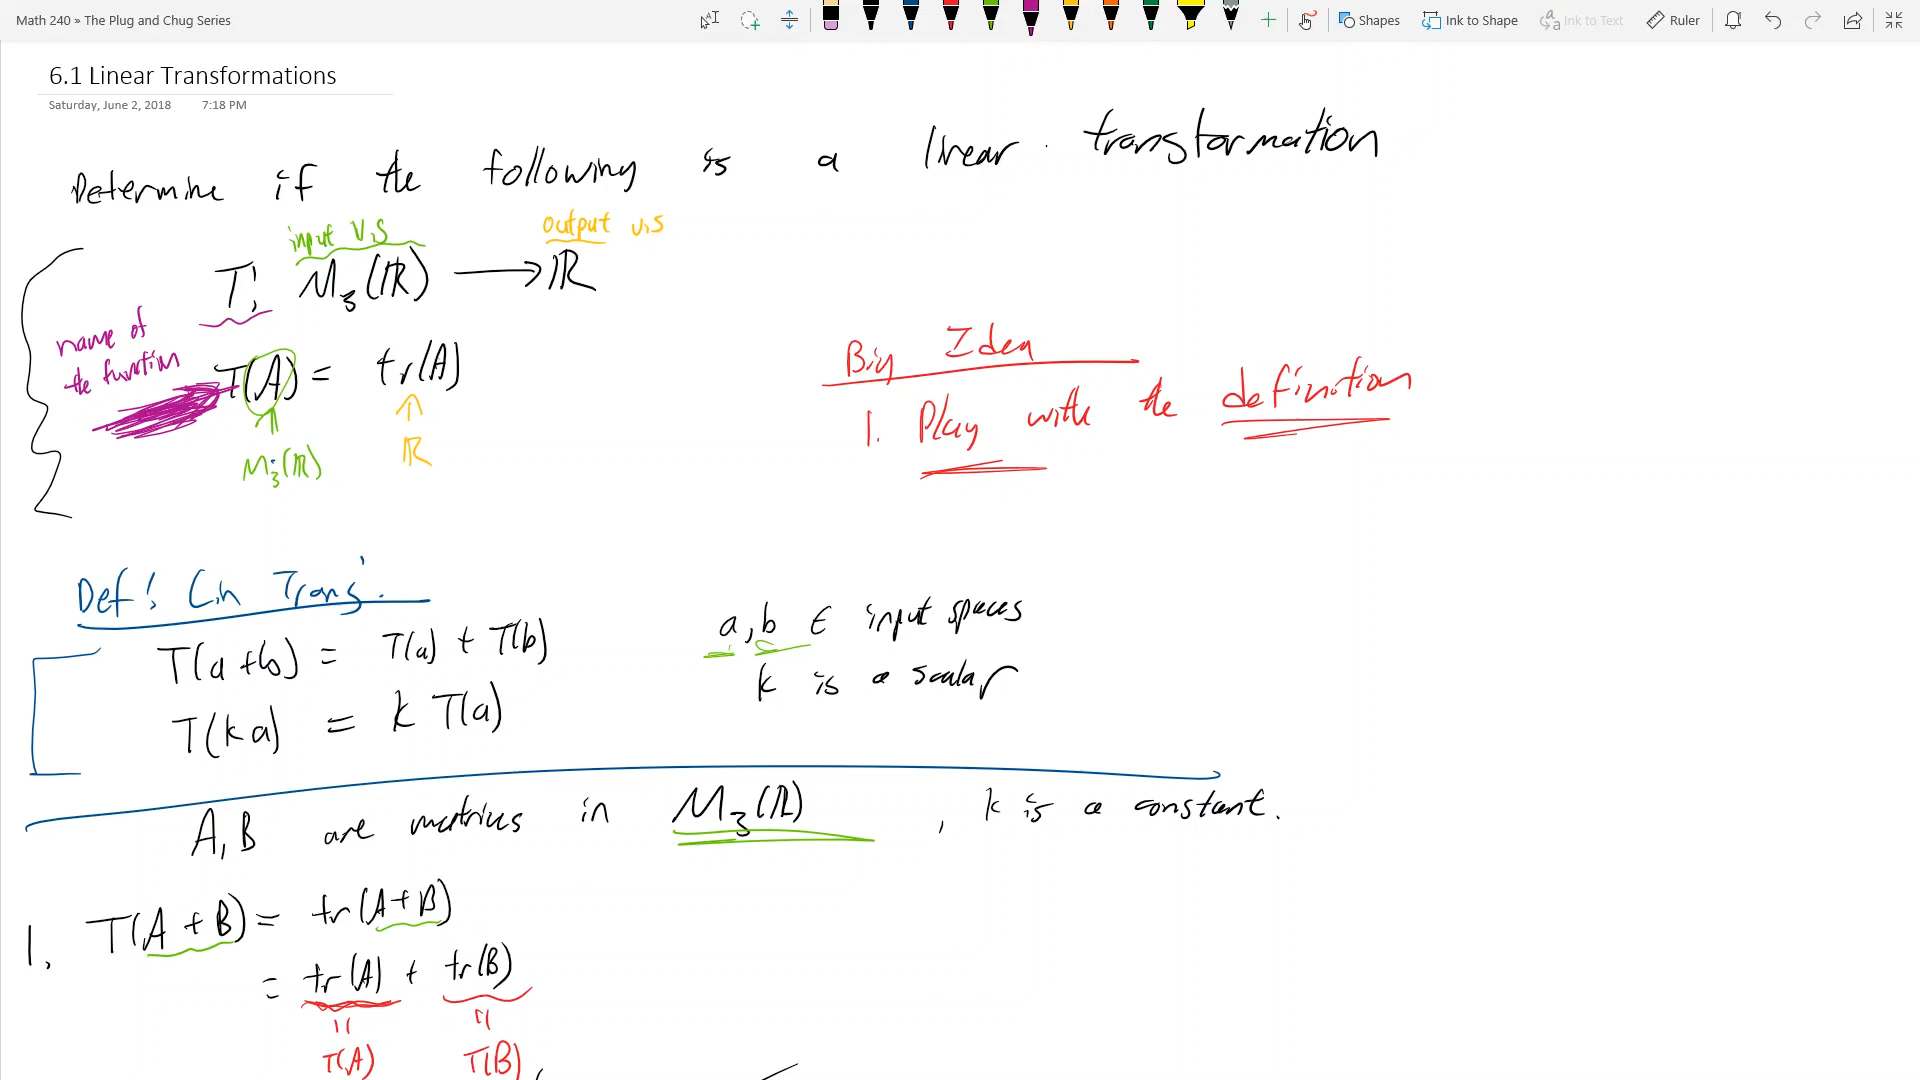 Math 240 » The Plug and Chug Series
Shapes Ink to Shape Ink to Text Ruler
6.1 Linear Transformations
Saturday, June 2, 2018 7:18 PM
Determine if the following is a linear transformation
input V.S output V.S
T: M₃(ℝ) → ℝ
name of
the function
T(A) = tr(A)
M₃(ℝ) ℝ
Big Idea
1. Play with the definition
Def: Lin Trans.
T(a+b) = T(a) + T(b)
T(ka) = k T(a)
a, b ∈ input spaces
k is a scalar
A, B are matrices in M₃(ℝ), k is a constant.
1. T(A + B) = tr(A+B)
= tr(A) + tr(B)
" "
T(A) T(B)